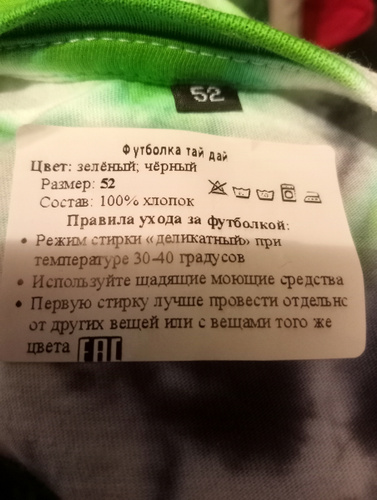 52
Футболка тай дай
Цвет: зелёный, чёрный
Размер: 52
Состав: 100% хлопок
Правила ухода за футболкой:
• Режим стирки «деликатный» при
температуре 30-40 градусов
• Используйте щадящие моющие средства
• Первую стирку лучше провести отдельно
от других вещей или с вещами того же
цвета EAC